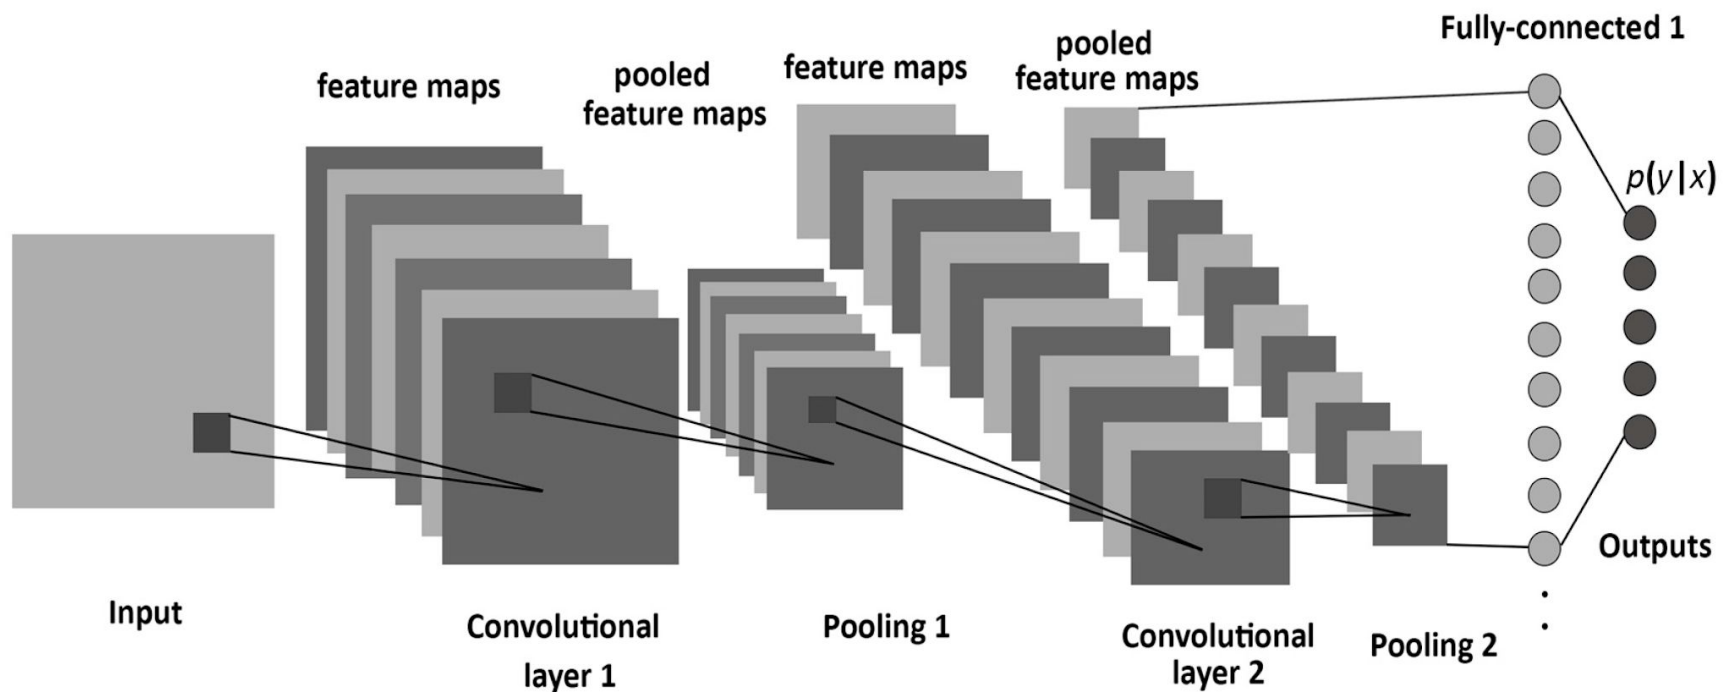 Fully-connected 1
pooled
feature maps
feature maps
pooled
feature maps
feature maps
p(y|x)
Outputs
Input
Convolutional
layer 1
Pooling 1
Convolutional
layer 2
Pooling 2